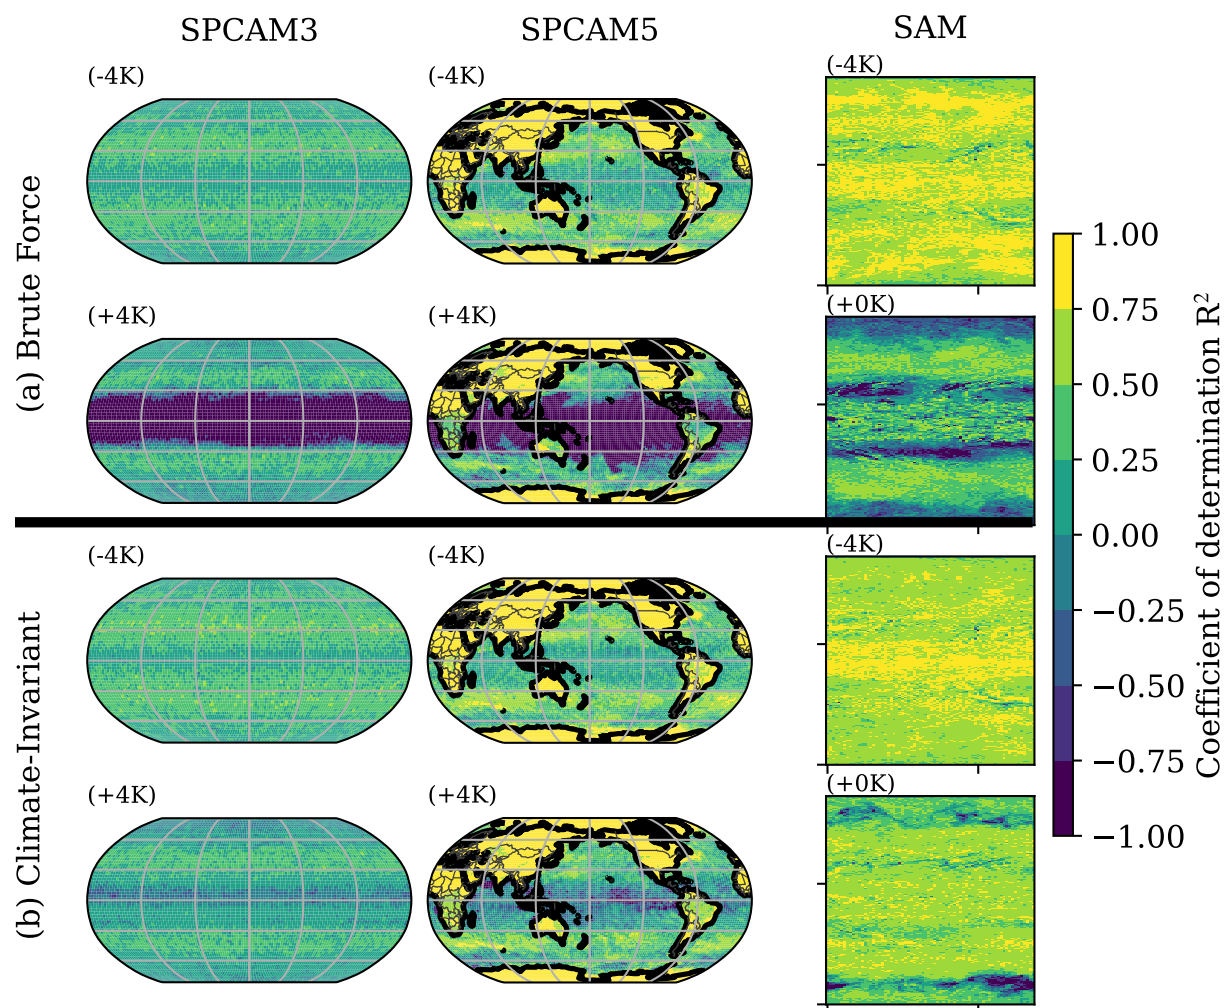 SPCAM3
SPCAM5
SAM
(-4K)
(-4K)
(-4K)
(+4K)
(+4K)
(+0K)
(a) Brute Force
(-4K)
(-4K)
(-4K)
(+4K)
(+4K)
(+0K)
(b) Climate-Invariant
1.00
0.75
0.50
0.25
0.00
−0.25
−0.50
−0.75
−1.00
Coefficient of determination R²